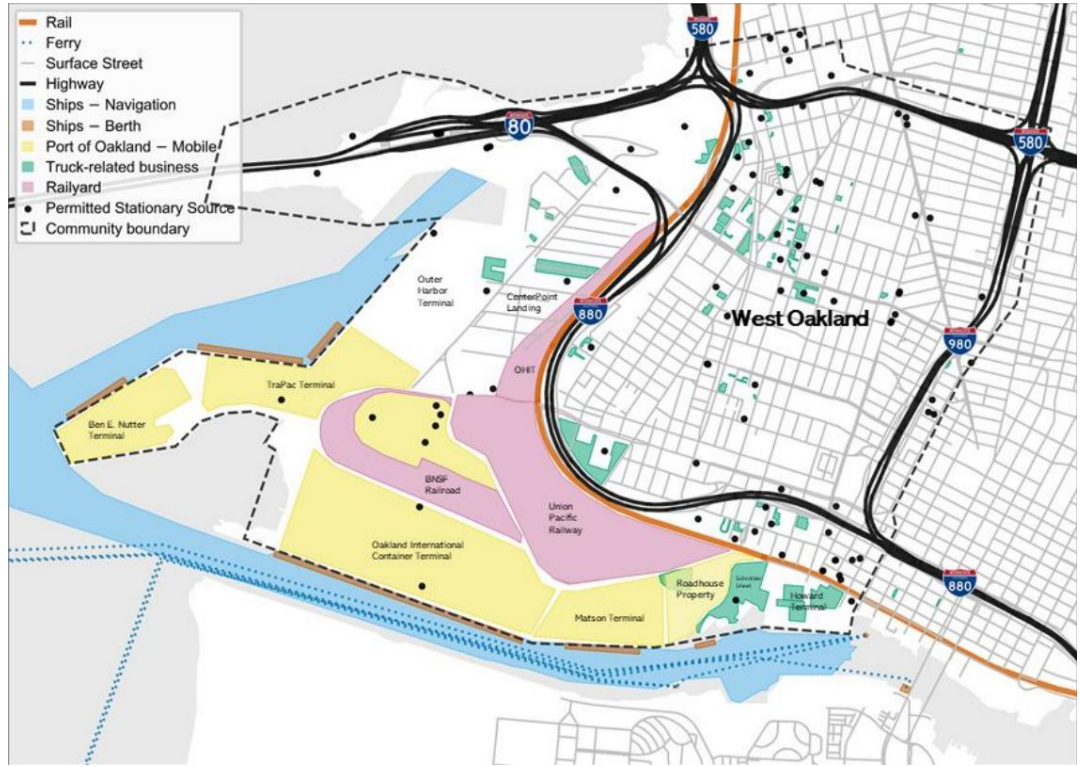 Rail
Ferry
Surface Street
Highway
Ships – Navigation
Ships – Berth
Port of Oakland – Mobile
Truck-related business
Railyard
Permitted Stationary Source
Community boundary
580
80
580
Outer
Harbor
Terminal
CenterPoint
Landing
880
West Oakland
980
OHIT
TraPac Terminal
Ben E. Nutter
Terminal
BNSF
Railroad
Union
Pacific
Railway
Oakland International
Container Terminal
Roadhouse
Property
Schnitzer
Steel
Howard
Terminal
880
Matson Terminal